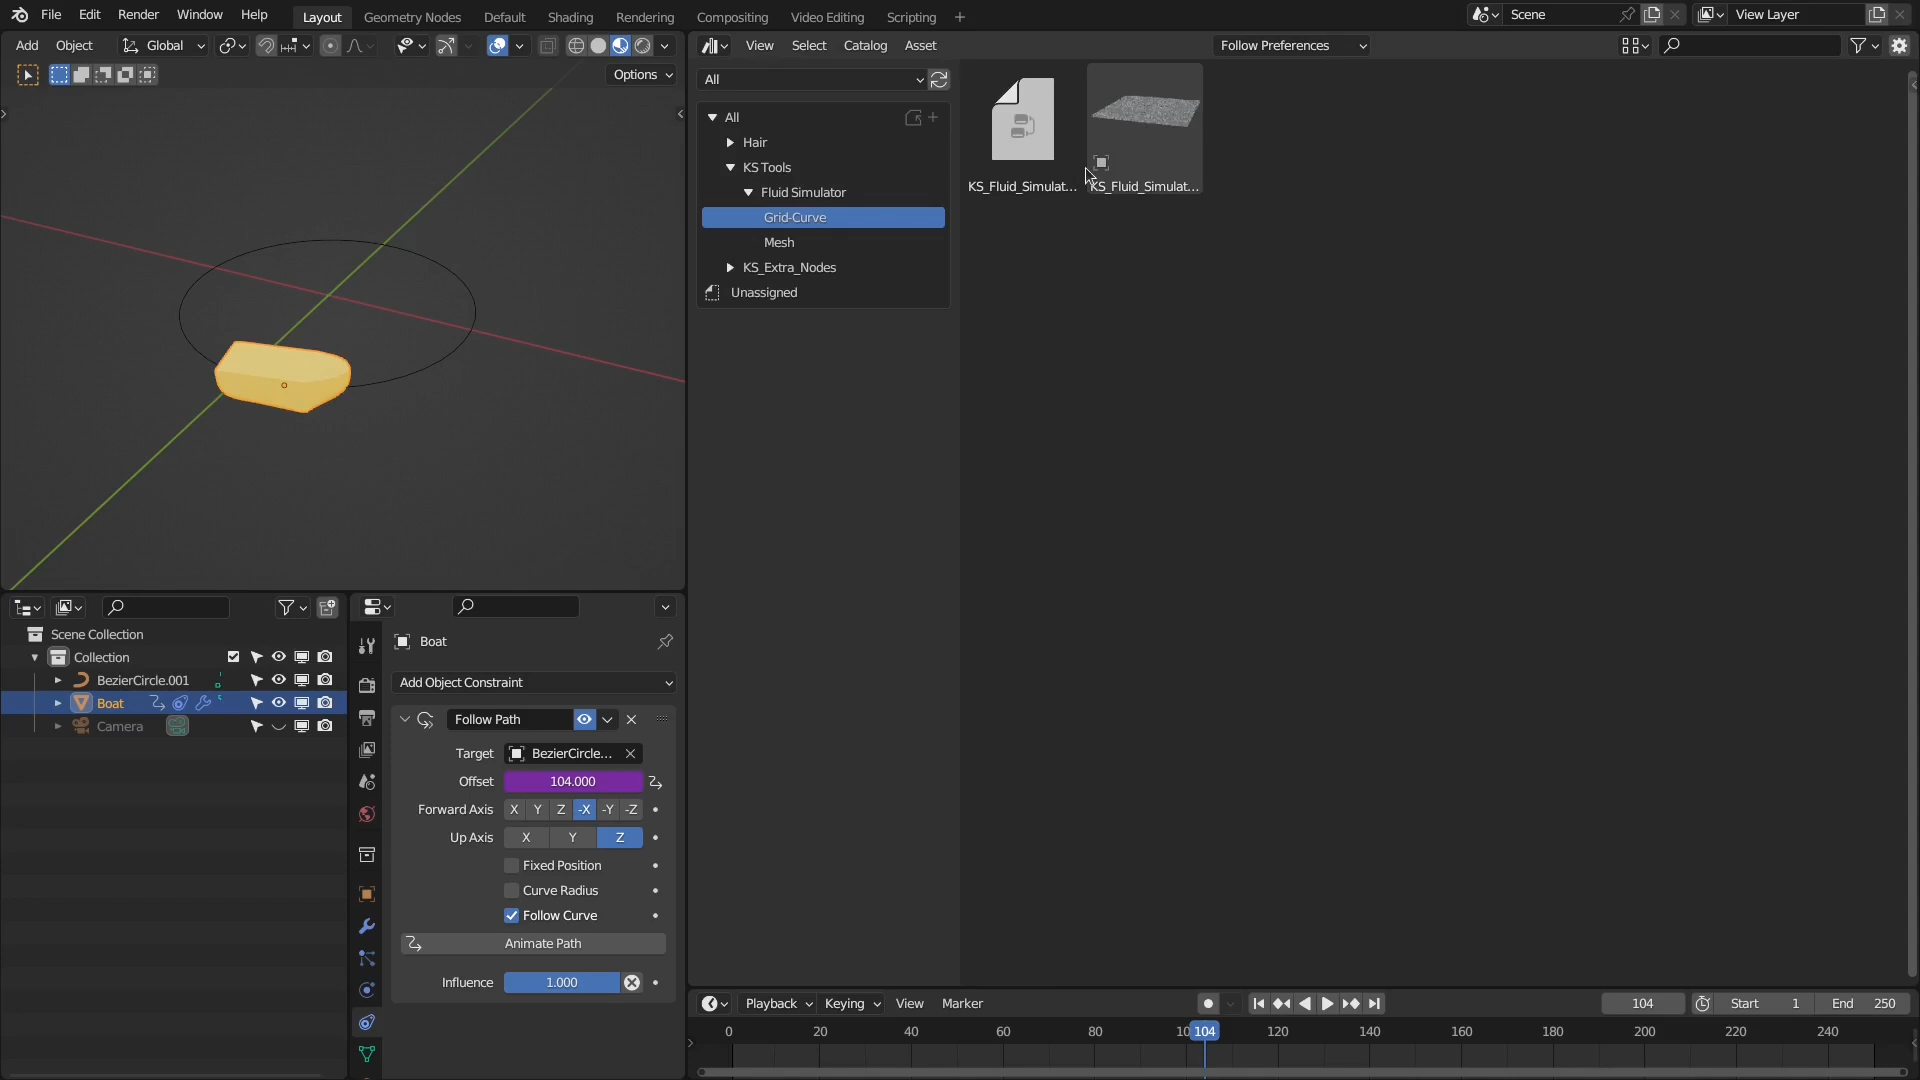 File Edit Render Window Help Layout Geometry Nodes Default Shading Rendering Compositing Video Editing Scripting + Scene View Layer
Add Object Global
Options
View Select Catalog Asset Follow Preferences
All
All
Hair
KS Tools
Fluid Simulator
Grid-Curve
Mesh
KS_Extra_Nodes
Unassigned
KS_Fluid_Simulat... KS_Fluid_Simulat...
Scene Collection
Collection
BezierCircle.001
Boat
Camera
Boat
Add Object Constraint
Follow Path
Target BezierCircle...
Offset 104.000
Forward Axis X Y Z -X -Y -Z
Up Axis X Y Z
Fixed Position
Curve Radius
Follow Curve
Animate Path
Influence 1.000
Playback Keying View Marker 104 Start 1 End 250
0 20 40 60 80 10 104 120 140 160 180 200 220 240